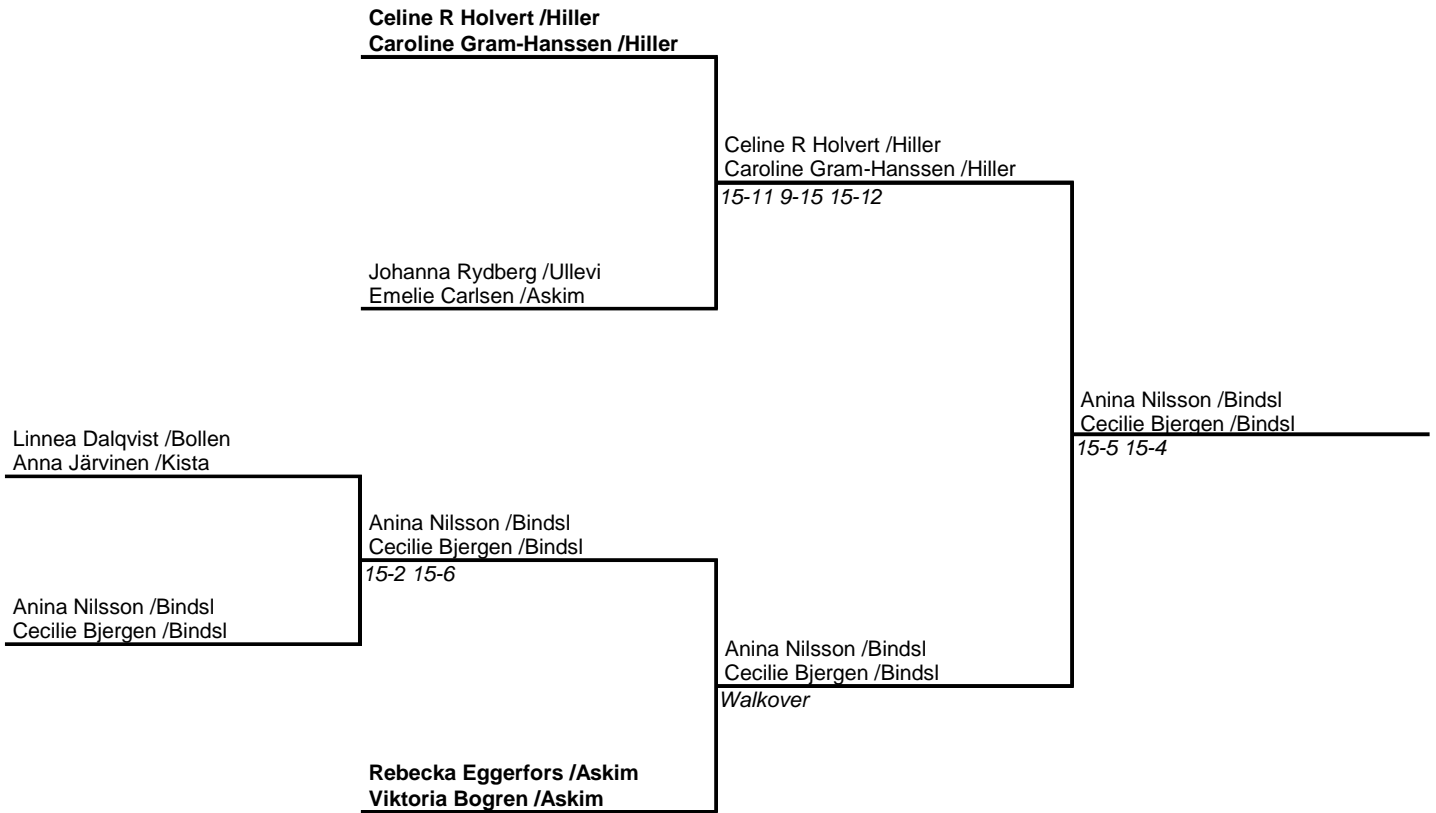 Celine R Holvert /Hiller
Caroline Gram-Hanssen /Hiller
Celine R Holvert /Hiller
Caroline Gram-Hanssen /Hiller
15-11 9-15 15-12
Johanna Rydberg /Ullevi
Emelie Carlsen /Askim
Anina Nilsson /Bindsl
Cecilie Bjergen /Bindsl
15-5 15-4
Linnea Dalqvist /Bollen
Anna Järvinen /Kista
Anina Nilsson /Bindsl
Cecilie Bjergen /Bindsl
15-2 15-6
Anina Nilsson /Bindsl
Cecilie Bjergen /Bindsl
Anina Nilsson /Bindsl
Cecilie Bjergen /Bindsl
Walkover
Rebecka Eggerfors /Askim
Viktoria Bogren /Askim